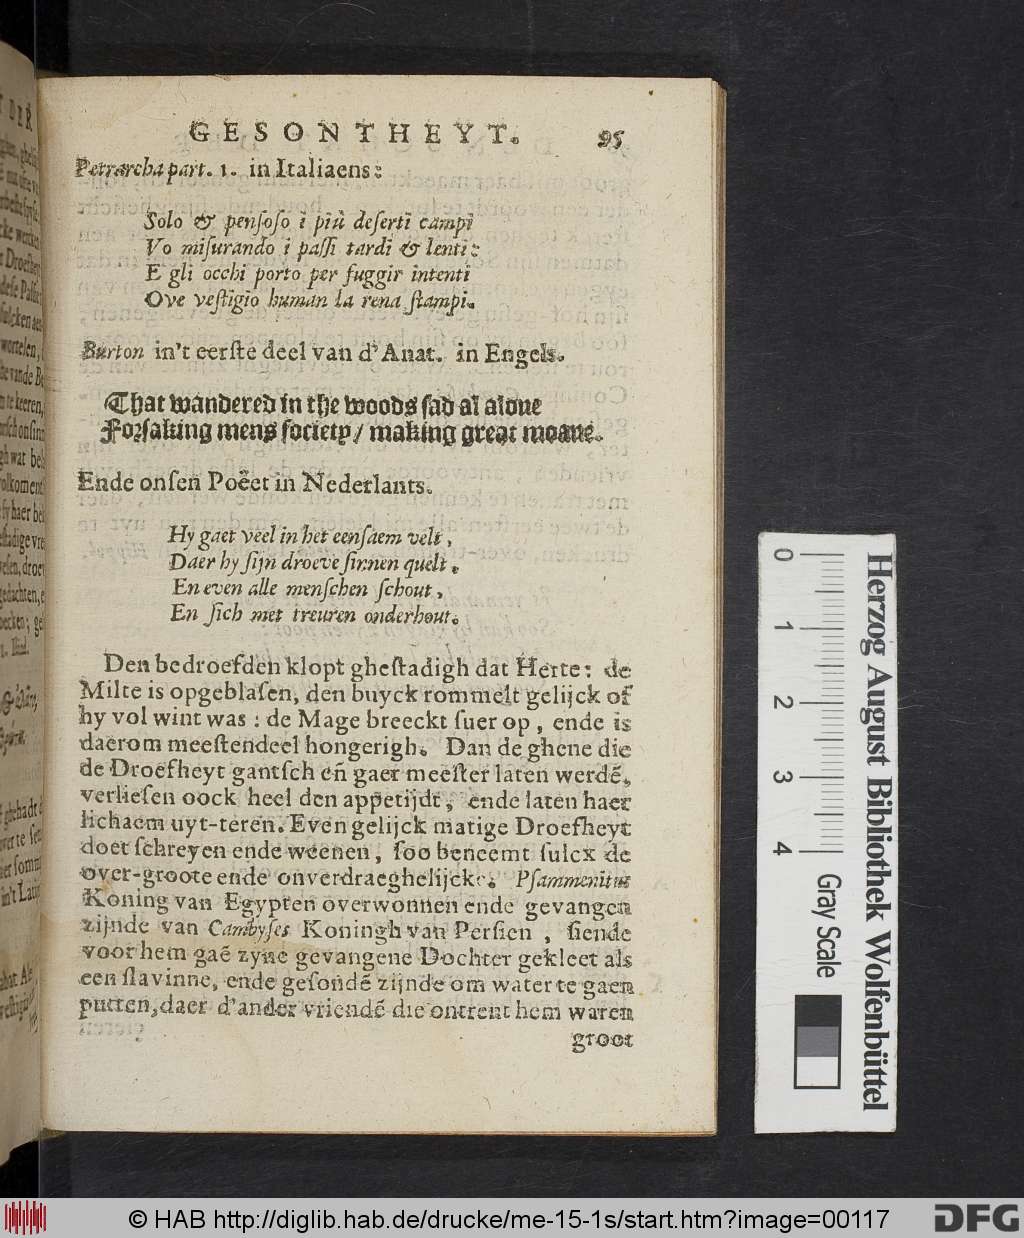 GESONTHEYT. 95
Petrarcha part. 1. in Italiaens:
Solo & penſoſo i più deſerti campi
Vo miſurando i paſſi tardi & lenti:
E gli occhi porto per fuggir intenti
Ove veſtigio human la rena ſtampi.
Burton in't eerſte deel van d'Anat. in Engels.
That wandered in the woods ſad al alone
Forſaking mens ſociety / making great moane.
Ende onſen Poëet in Nederlants.
Hy gaet veel in het eenſaem velt,
Daer hy ſijn droeve ſinnen quelt.
En even alle menſchen ſchout,
En ſich met treuren onderhout.
Den bedroefden klopt gheſtadigh dat Herte: de
Milte is opgeblaſen, den buyck rommelt gelijck of
hy vol wint was: de Mage breeckt ſuer op, ende is
daerom meeſtendeel hongerigh. Dan de ghene die
de Droefheyt gantſch eñ gaer meeſter laten werdẽ,
verlieſen oock heel den appetijdt, ende laten haer
lichaem uyt-teren. Even gelijck matige Droefheyt
doet ſchreyen ende weenen, ſoo beneemt ſulcx de
over-groote ende onverdraeghelijcke. Pſammenitus
Koning van Egypten overwonnen ende gevangen
zijnde van Cambyſes Koningh van Perſien, ſiende
voor hem gaẽ zyne gevangene Dochter gekleet als
een ſlavinne, ende geſondẽ zijnde om water te gaen
putten, daer d'ander vriendẽ die ontrent hem waren
groot
0 1 2 3 4
Gray Scale
Herzog August Bibliothek Wolfenbüttel
© HAB http://diglib.hab.de/drucke/me-15-1s/start.htm?image=00117
DFG